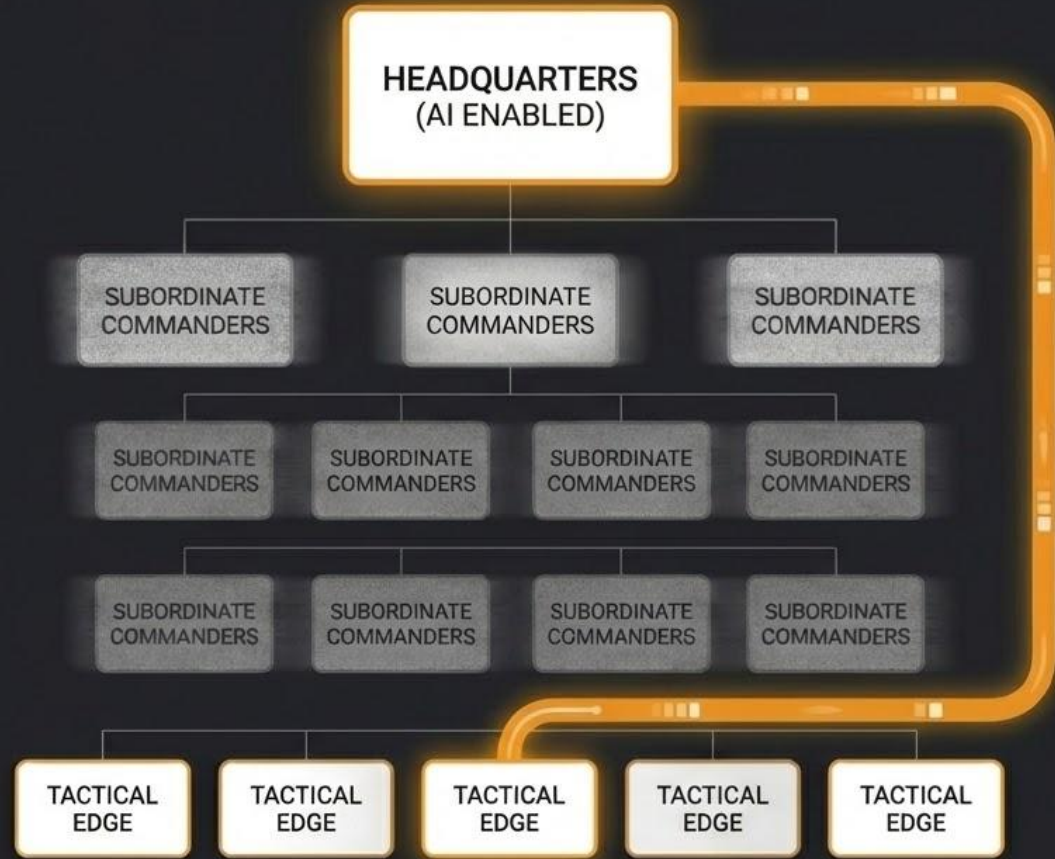 HEADQUARTERS
(AI ENABLED)
SUBORDINATE
COMMANDERS
SUBORDINATE
COMMANDERS
SUBORDINATE
COMMANDERS
SUBORDINATE
COMMANDERS
SUBORDINATE
COMMANDERS
SUBORDINATE
COMMANDERS
SUBORDINATE
COMMANDERS
SUBORDINATE
COMMANDERS
SUBORDINATE
COMMANDERS
SUBORDINATE
COMMANDERS
SUBORDINATE
COMMANDERS
TACTICAL
EDGE
TACTICAL
EDGE
TACTICAL
EDGE
TACTICAL
EDGE
TACTICAL
EDGE